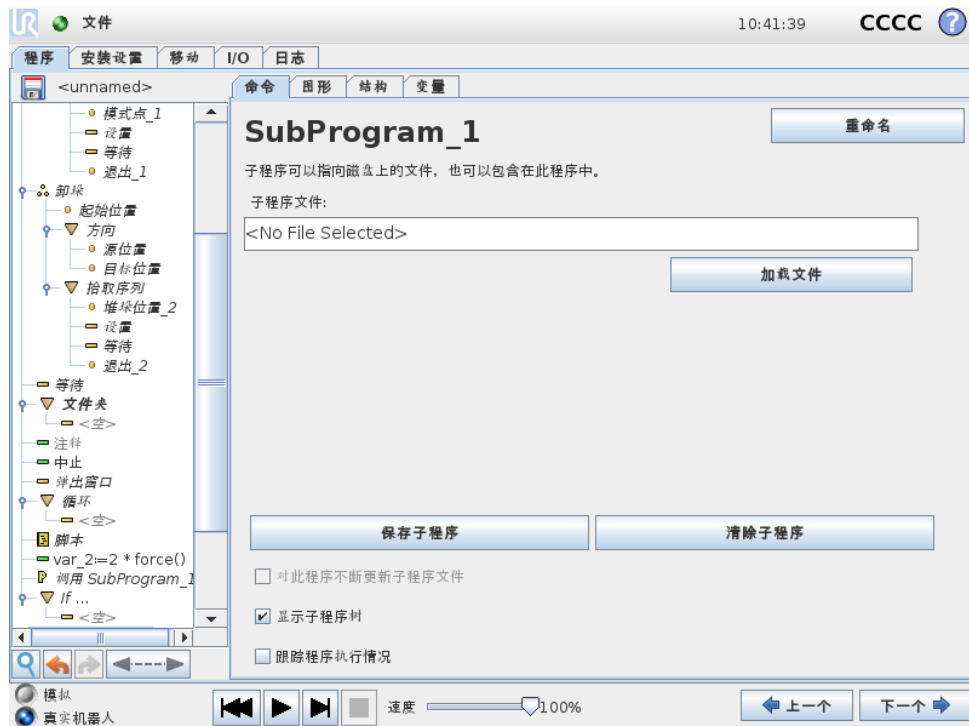 UR 文件 10:41:39 CCCC ?
程序 安装设置 移动 I/O 日志
<unnamed>
命令 图形 结构 变量
模式点_1
设置
等待
退出_1
卸垛
起始位置
方向
源位置
目标位置
拾取序列
堆垛位置_2
设置
等待
退出_2
等待
文件夹
<空>
注释
中止
弹出窗口
循环
<空>
脚本
var_2:=2 * force()
P 调用 SubProgram_1
If ...
<空>
SubProgram_1
重命名
子程序可以指向磁盘上的文件，也可以包含在此程序中。
子程序文件:
<No File Selected>
加载文件
保存子程序 清除子程序
对此程序不断更新子程序文件
显示子程序树
跟踪程序执行情况
模拟
真实机器人
速度 100%
上一个 下一个